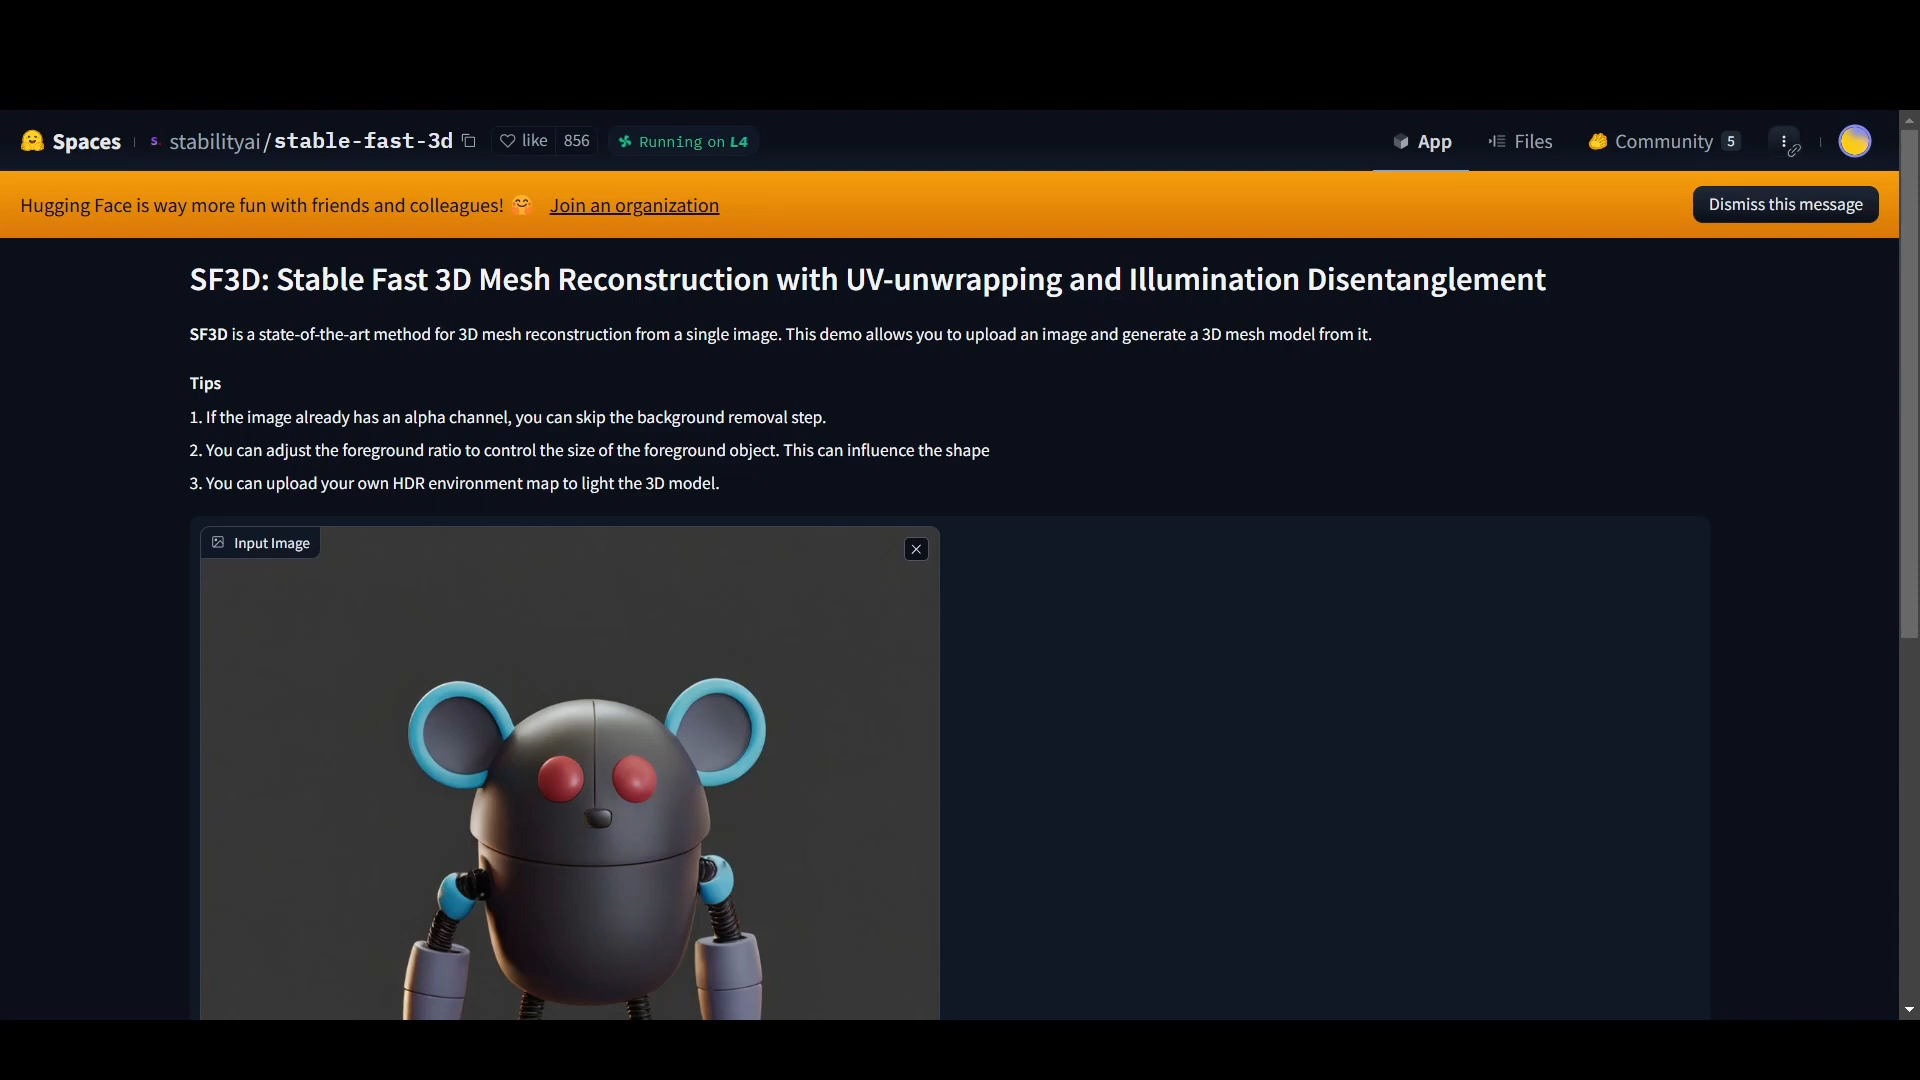 Spaces stabilityai/stable-fast-3d like 856 Running on L4 App Files Community 5
Hugging Face is way more fun with friends and colleagues! 🤗 Join an organization Dismiss this message
SF3D: Stable Fast 3D Mesh Reconstruction with UV-unwrapping and Illumination Disentanglement
SF3D is a state-of-the-art method for 3D mesh reconstruction from a single image. This demo allows you to upload an image and generate a 3D mesh model from it.
Tips
1. If the image already has an alpha channel, you can skip the background removal step.
2. You can adjust the foreground ratio to control the size of the foreground object. This can influence the shape
3. You can upload your own HDR environment map to light the 3D model.
Input Image